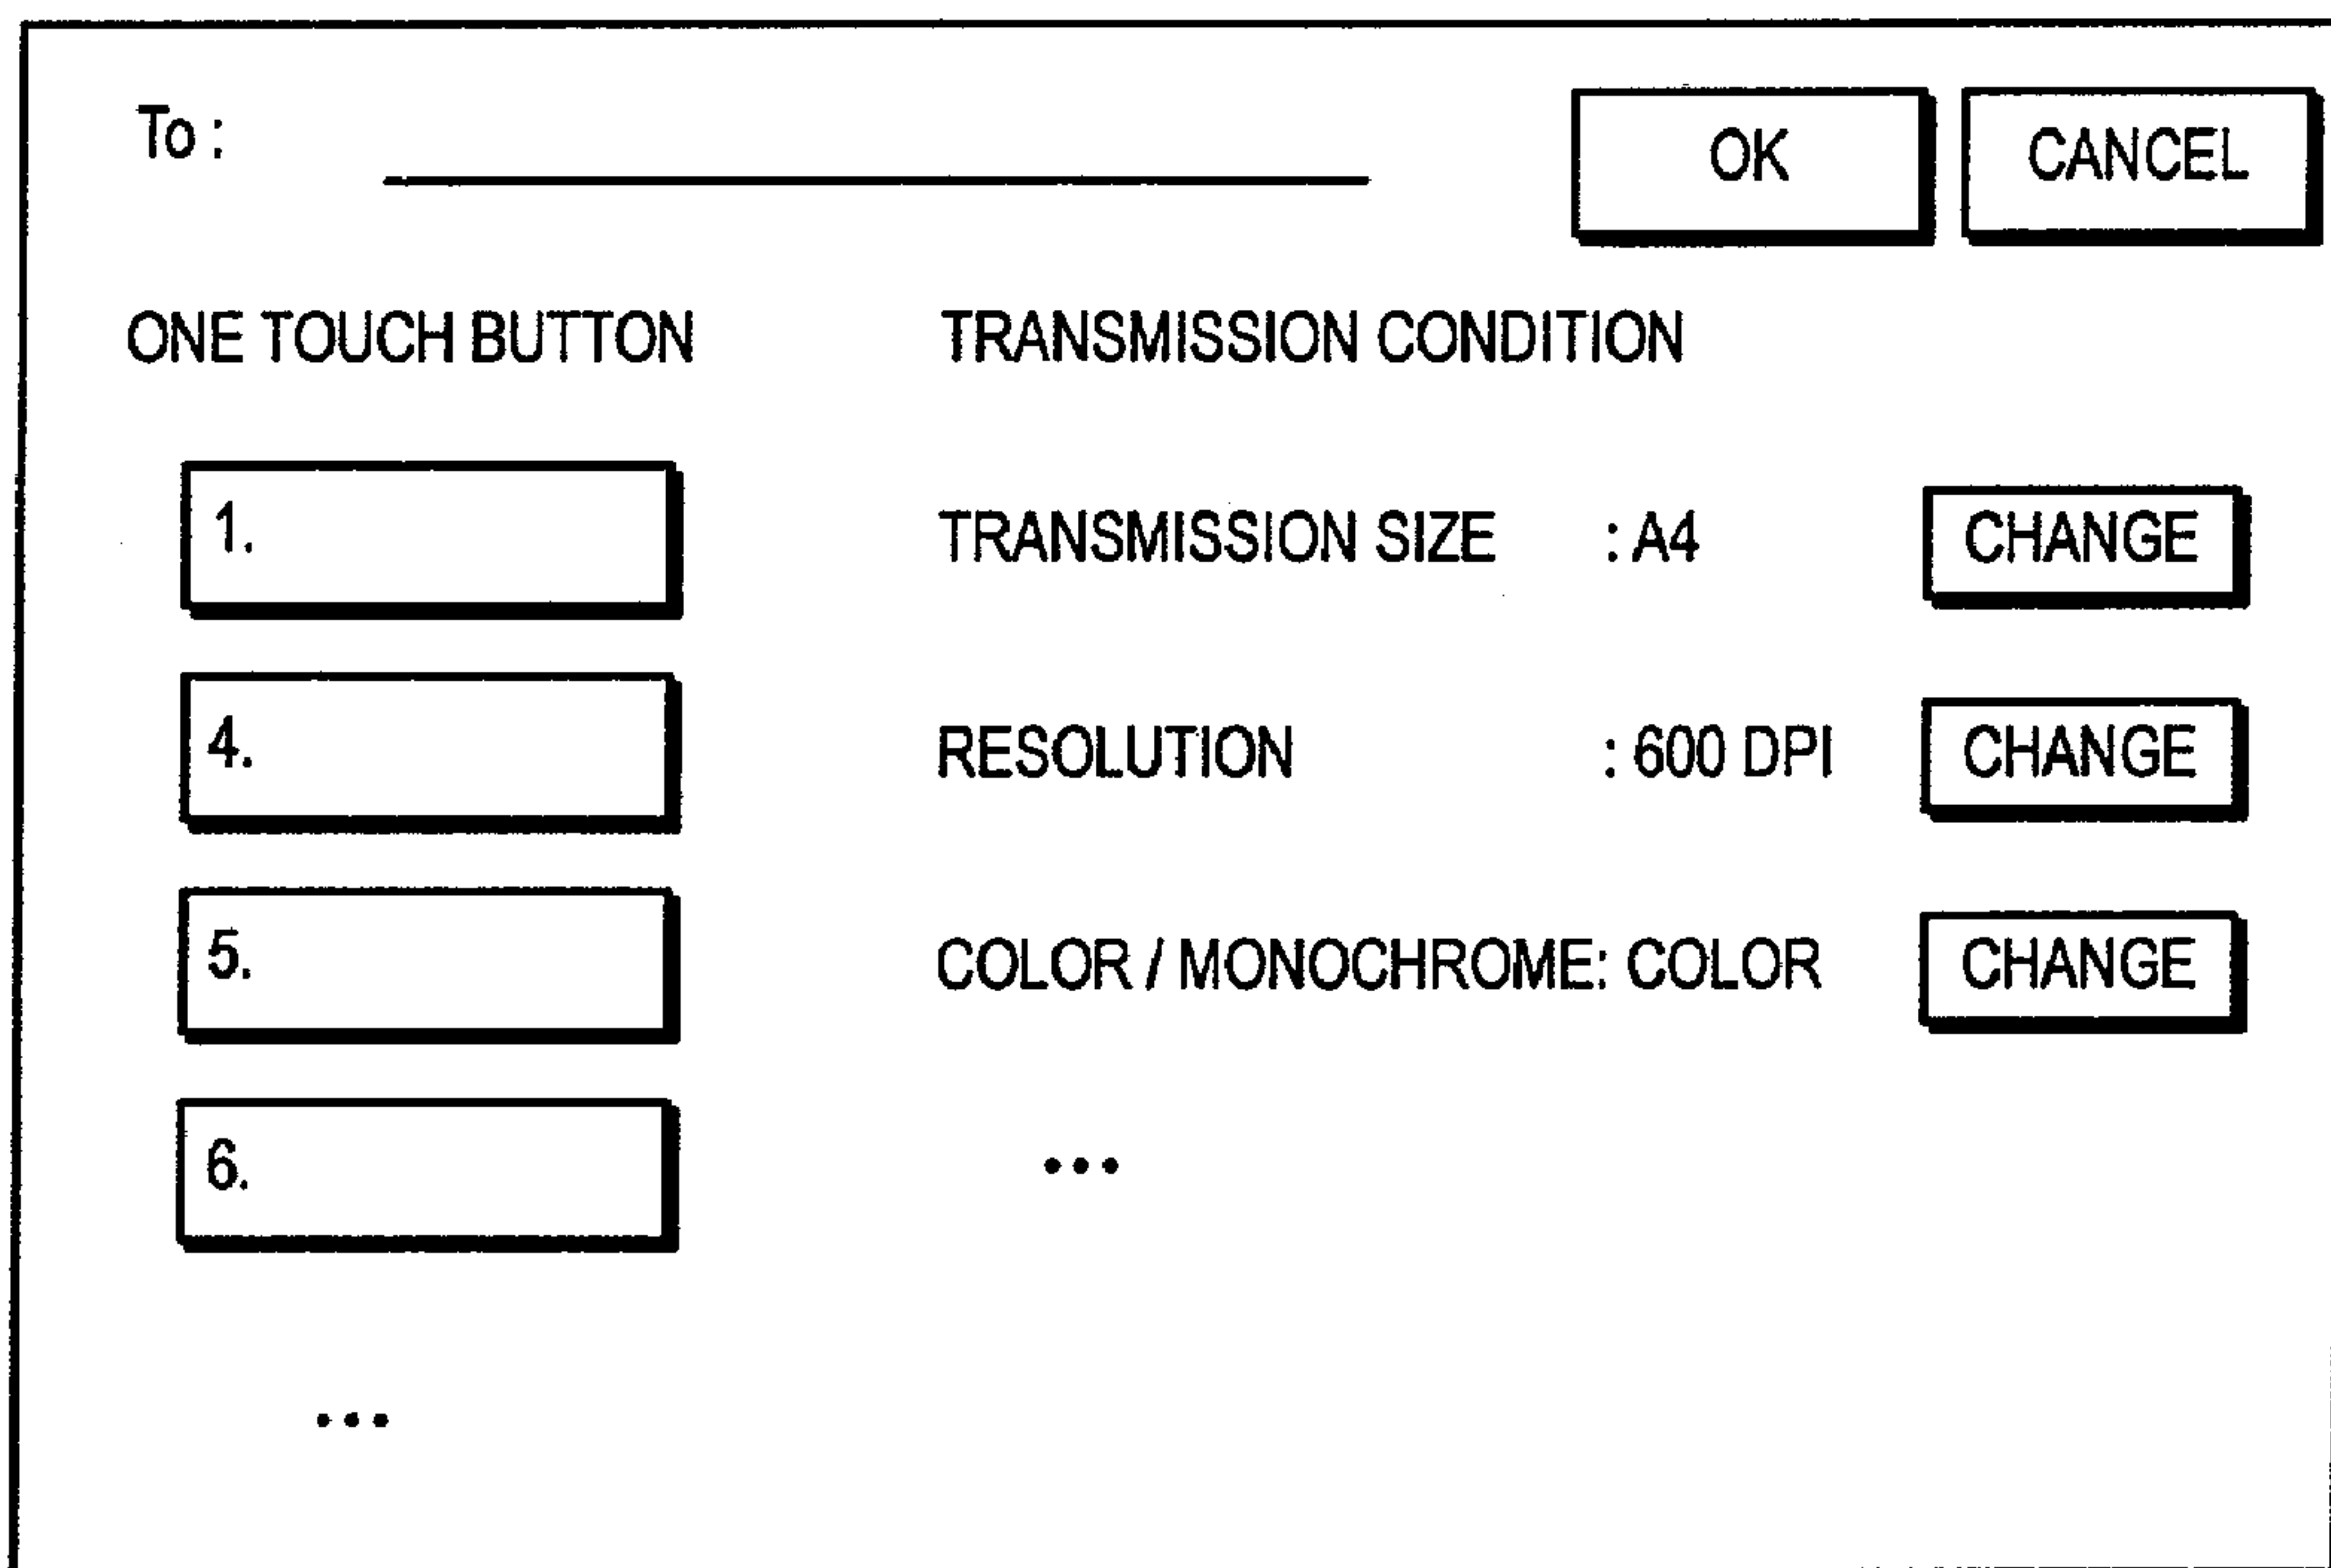 To :
OK
CANCEL
ONE TOUCH BUTTON
TRANSMISSION CONDITION
1.
TRANSMISSION SIZE : A4
CHANGE
4.
RESOLUTION : 600 DPI
CHANGE
5.
COLOR / MONOCHROME: COLOR
CHANGE
6.
•••
•••